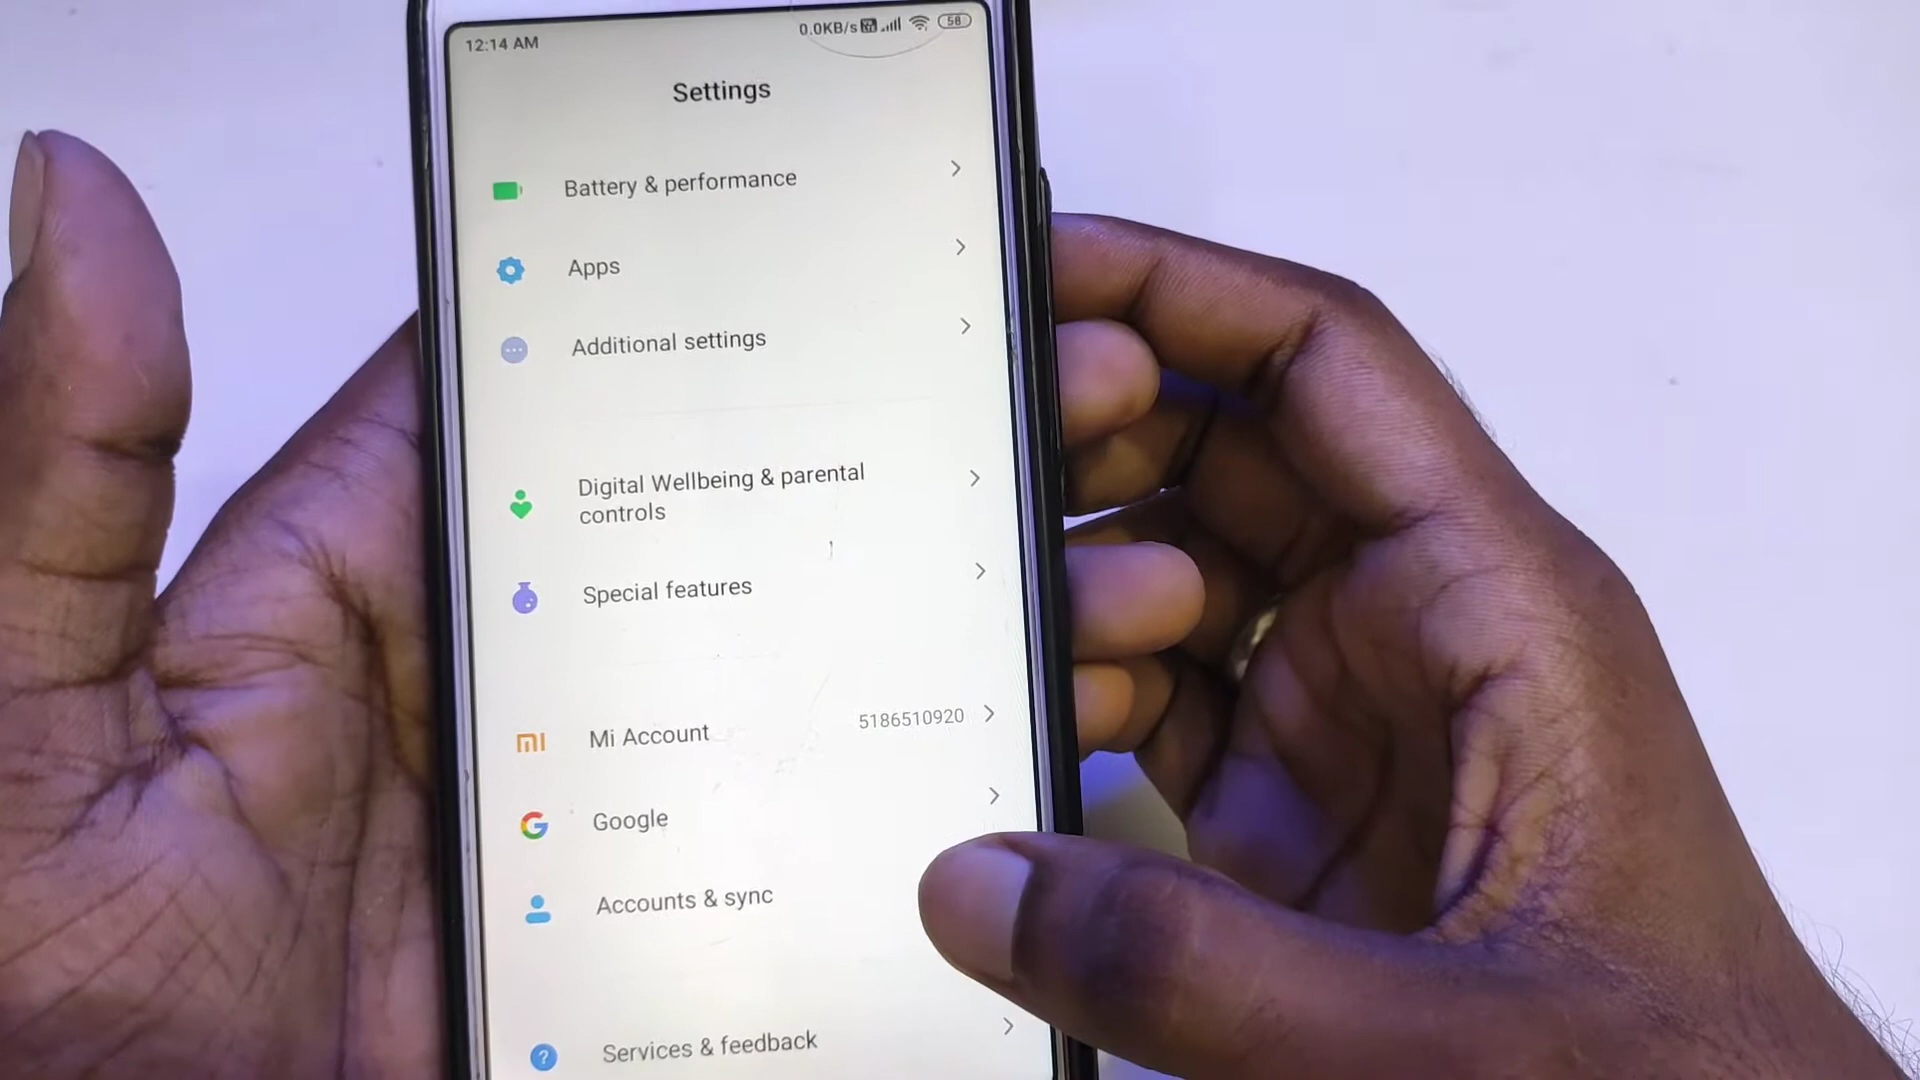 12:14 AM 0.0KB/s 58
Settings
Battery & performance
Apps
Additional settings
Digital Wellbeing & parental
controls
Special features
Mi Account 5186510920
Google
Accounts & sync
Services & feedback